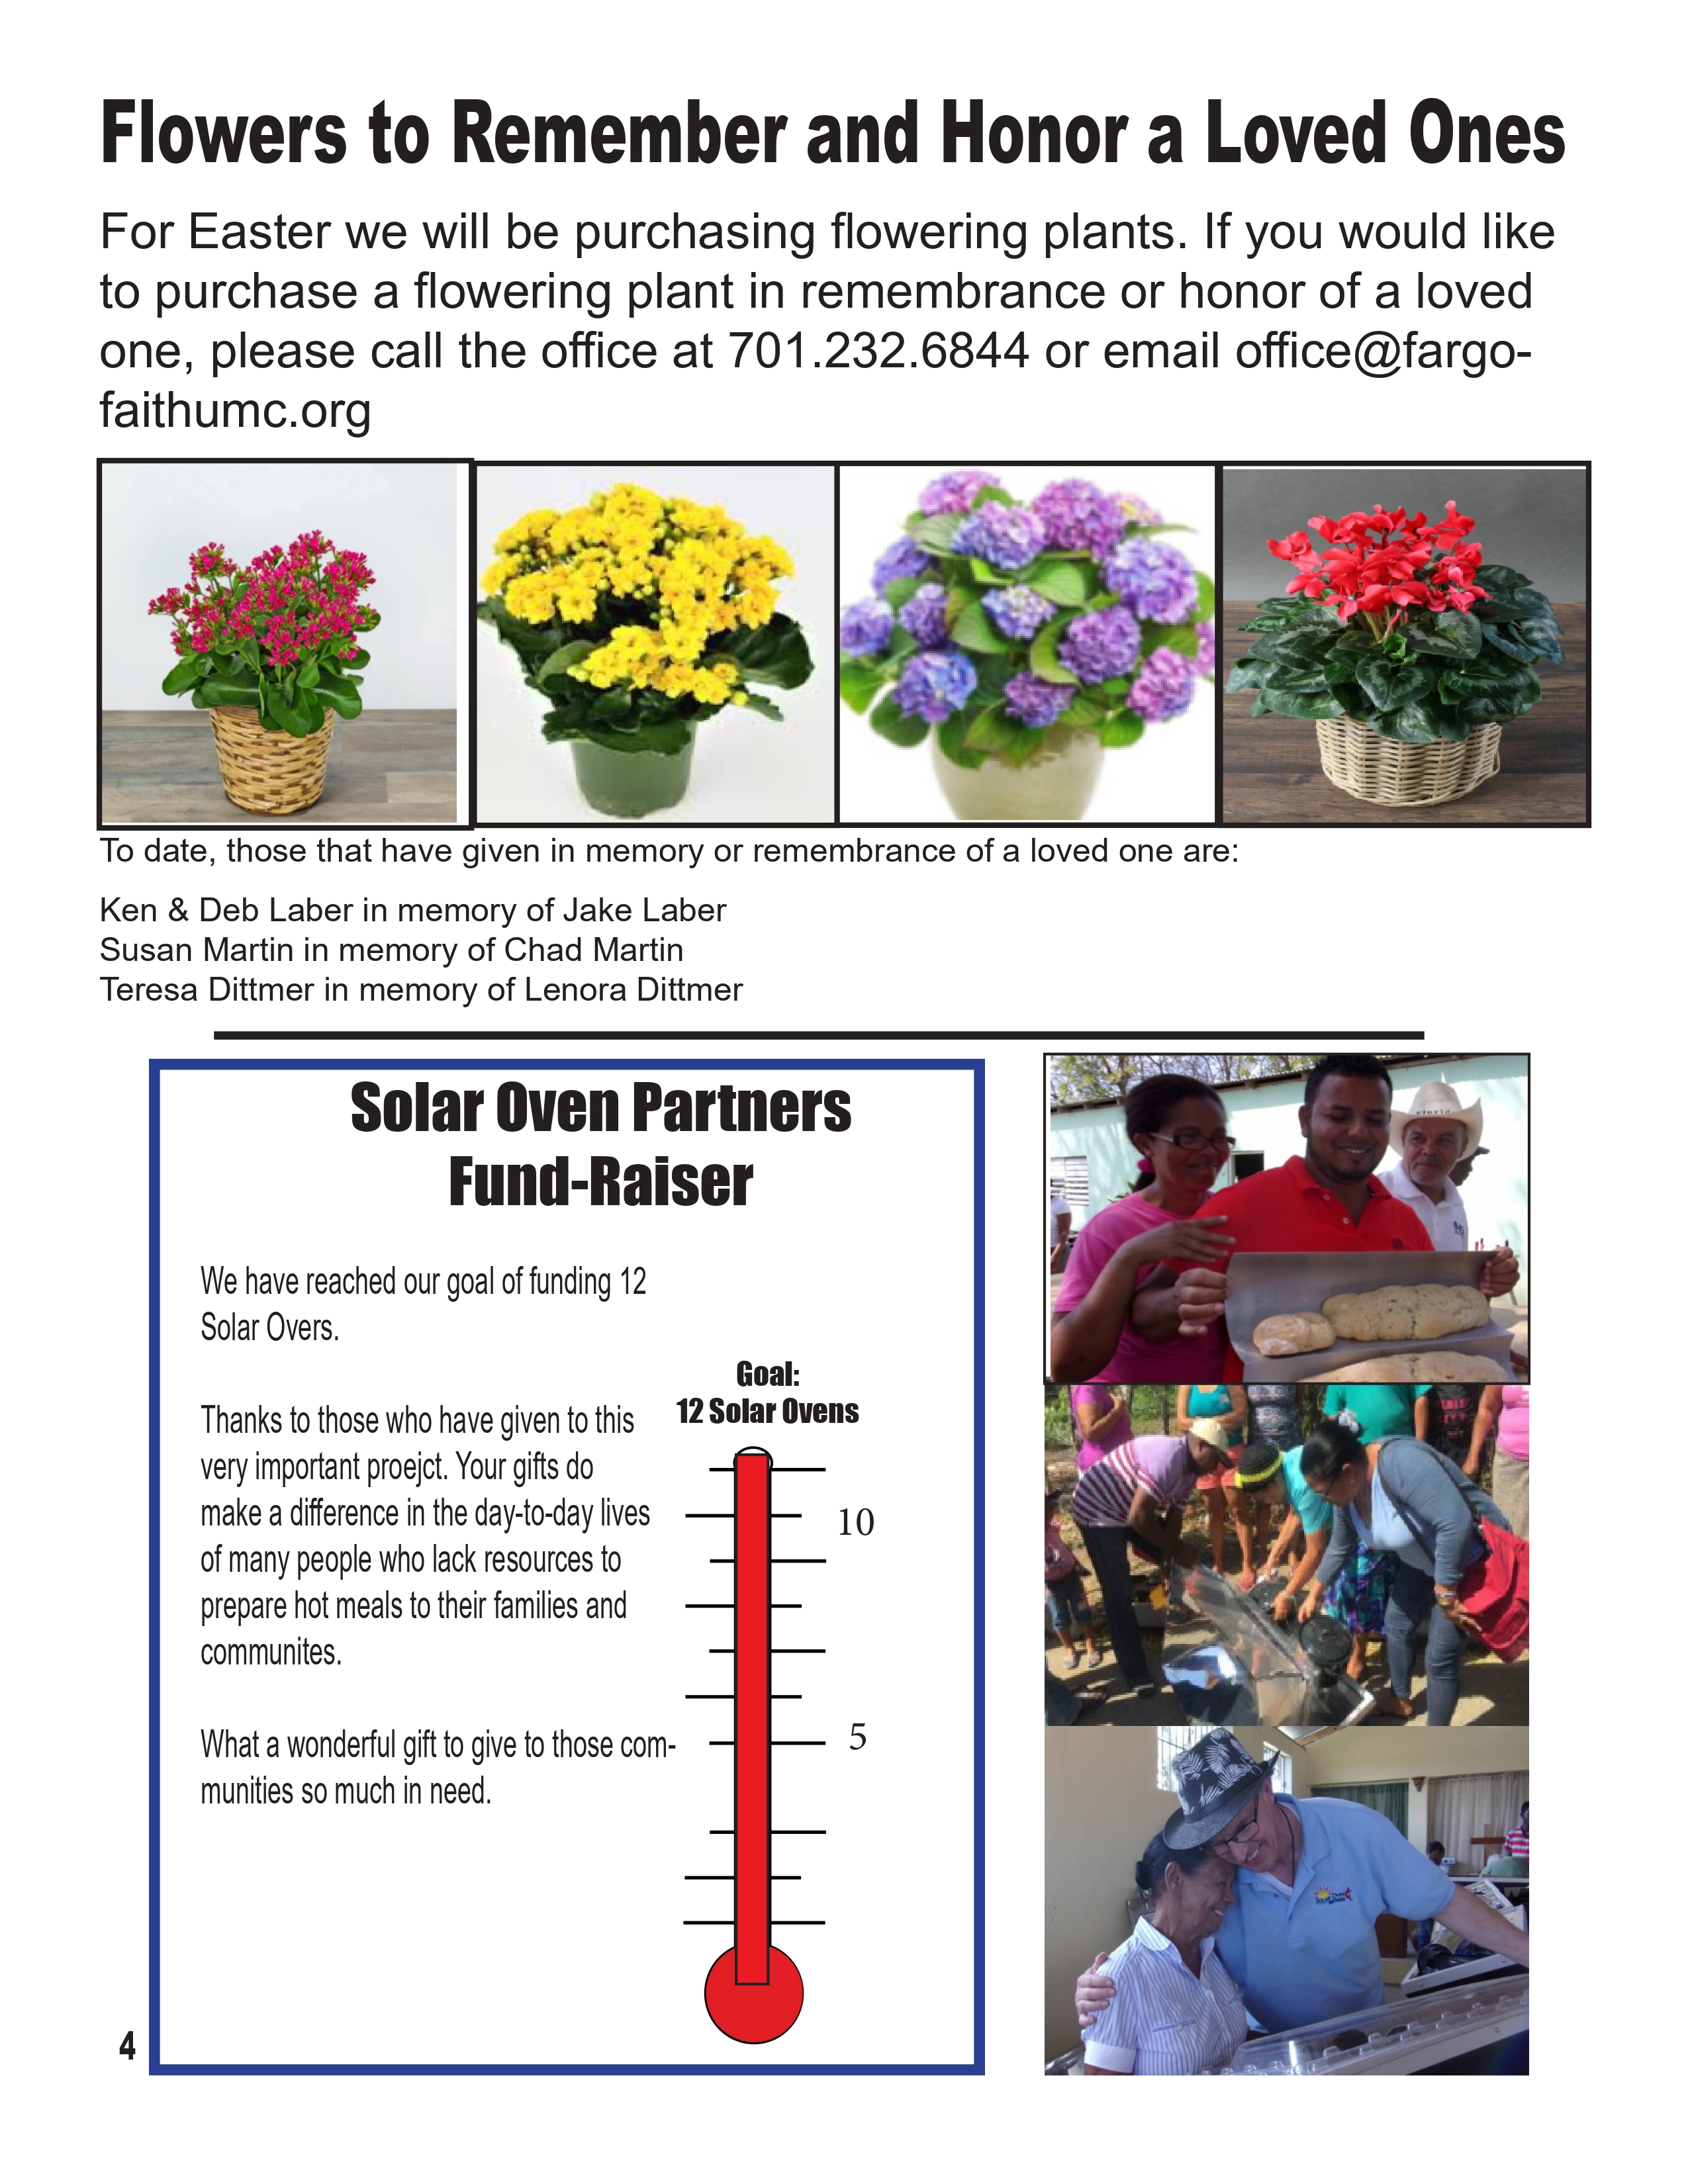 Flowers to Remember and Honor a Loved Ones
For Easter we will be purchasing flowering plants. If you would like
to purchase a flowering plant in remembrance or honor of a loved
one, please call the office at 701.232.6844 or email office@fargo-
faithumc.org
To date, those that have given in memory or remembrance of a loved one are:
Ken & Deb Laber in memory of Jake Laber
Susan Martin in memory of Chad Martin
Teresa Dittmer in memory of Lenora Dittmer
Solar Oven Partners
Fund-Raiser
We have reached our goal of funding 12
Solar Overs.
Thanks to those who have given to this
very important proejct. Your gifts do
make a difference in the day-to-day lives
of many people who lack resources to
prepare hot meals to their families and
communites.
What a wonderful gift to give to those com-
munities so much in need.
Goal:
12 Solar Ovens
10
5
4